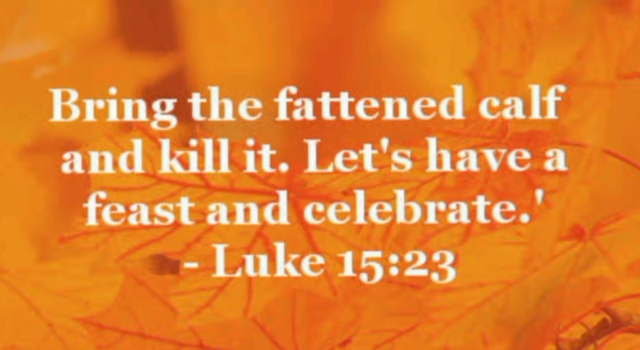 Bring the fattened calf
and kill it. Let's have a
feast and celebrate.'
- Luke 15:23